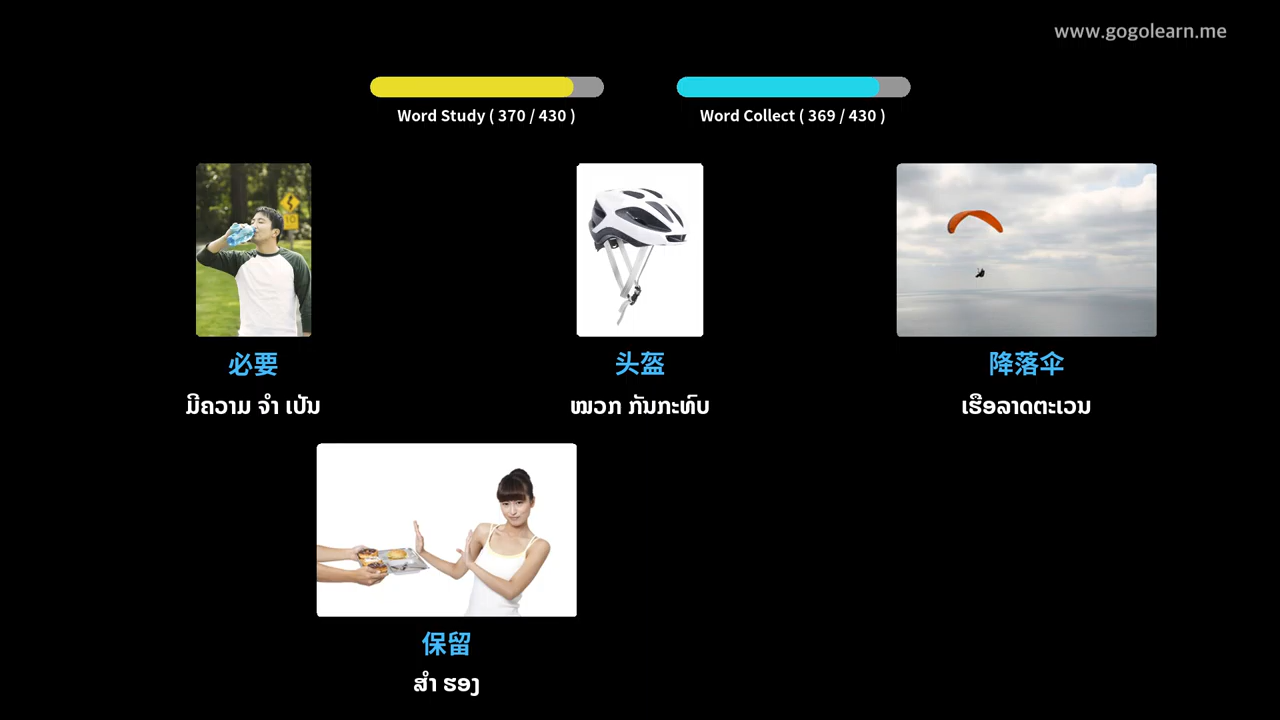 www.gogolearn.me
Word Study ( 370 / 430 )
Word Collect ( 369 / 430 )
必要
ມີຄວາມ ຈຳ ເປັນ
头盔
ໝວກ ກັນກະທົບ
降落伞
ເຮືອລາດຕະເວນ
保留
ສຳ ຮອງ